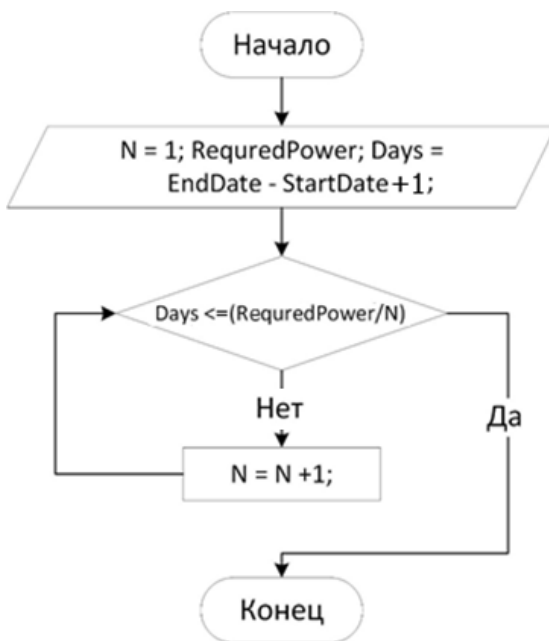 Начало
N = 1; RequredPower; Days =
EndDate - StartDate+1;
Days <=(RequredPower/N)
Нет
Да
N = N +1;
Конец